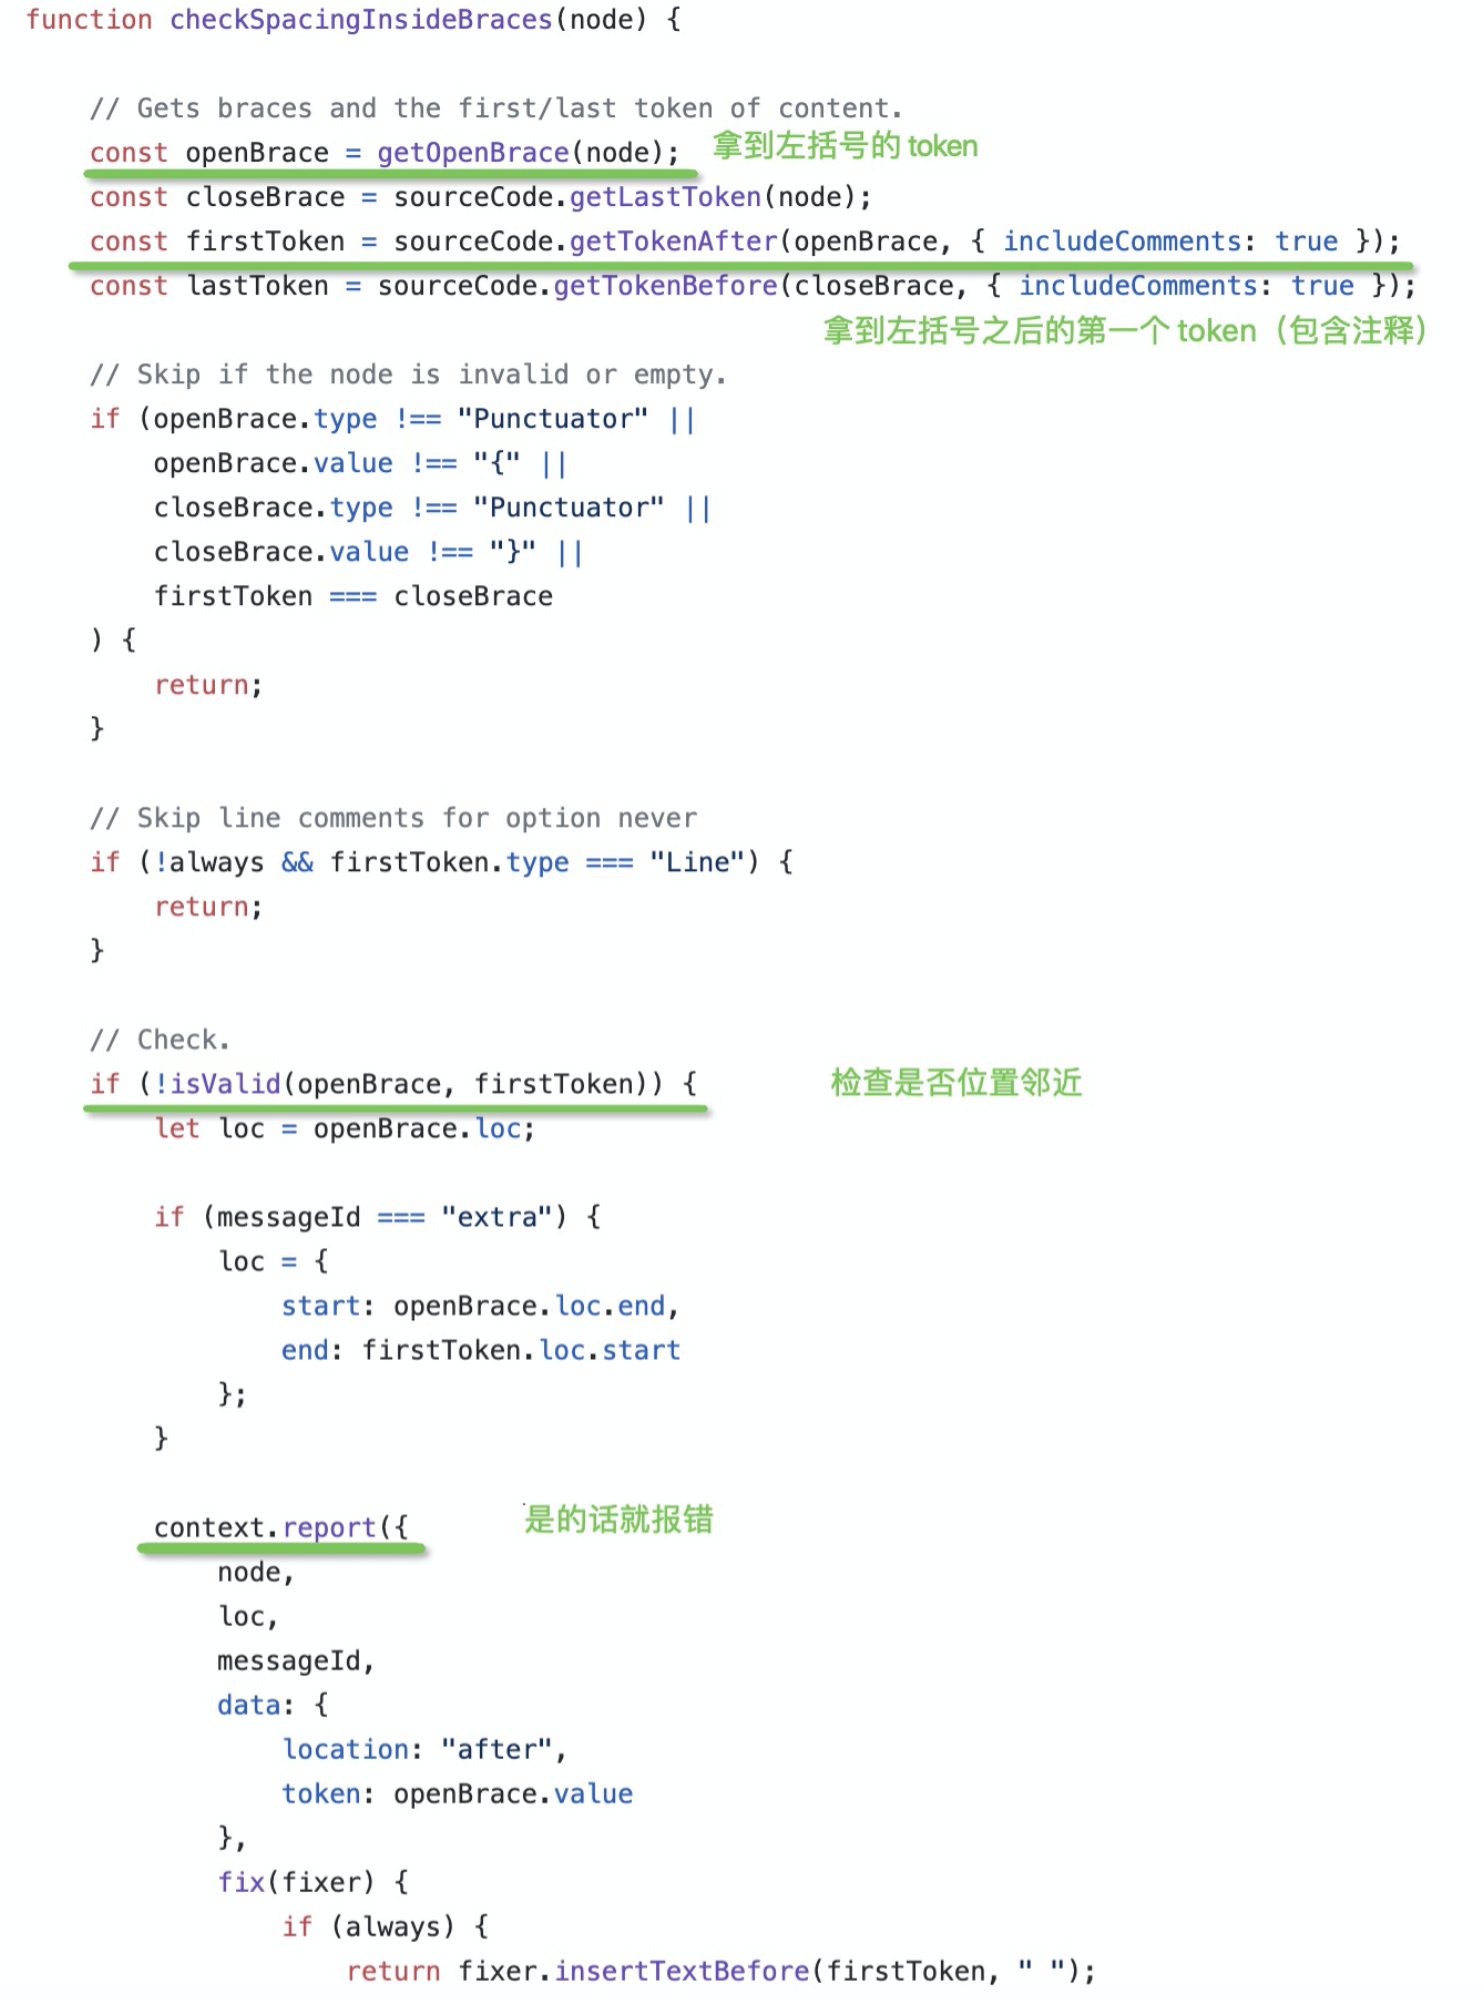 function checkSpacingInsideBraces(node) {
// Gets braces and the first/last token of content.
const openBrace = getOpenBrace(node); 拿到左括号的 token
const closeBrace = sourceCode.getLastToken(node);
const firstToken = sourceCode.getTokenAfter(openBrace, { includeComments: true });
const lastToken = sourceCode.getTokenBefore(closeBrace, { includeComments: true });
拿到左括号之后的第一个 token（包含注释）
// Skip if the node is invalid or empty.
if (openBrace.type !== "Punctuator" ||
openBrace.value !== "{" ||
closeBrace.type !== "Punctuator" ||
closeBrace.value !== "}" ||
firstToken === closeBrace
) {
return;
}
// Skip line comments for option never
if (!always && firstToken.type === "Line") {
return;
}
// Check.
if (!isValid(openBrace, firstToken)) { 检查是否位置邻近
let loc = openBrace.loc;
if (messageId === "extra") {
loc = {
start: openBrace.loc.end,
end: firstToken.loc.start
};
}
context.report({ 是的话就报错
node,
loc,
messageId,
data: {
location: "after",
token: openBrace.value
},
fix(fixer) {
if (always) {
return fixer.insertTextBefore(firstToken, " ");